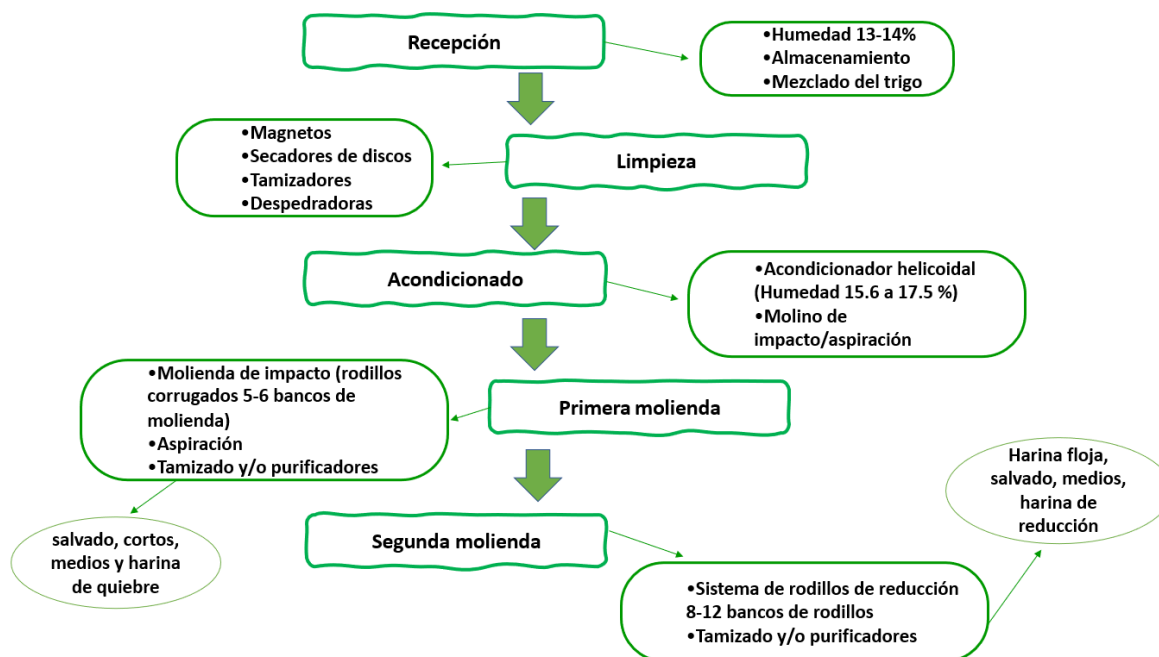 Recepción
•Humedad 13-14%
•Almacenamiento
•Mezclado del trigo
•Magnetos
•Secadores de discos
•Tamizadores
•Despedradoras
Limpieza
Acondicionado
•Acondicionador helicoidal
(Humedad 15.6 a 17.5 %)
•Molino de
impacto/aspiración
•Molienda de impacto (rodillos
corrugados 5-6 bancos de
molienda)
•Aspiración
•Tamizado y/o purificadores
Primera molienda
salvado, cortos,
medios y harina
de quiebre
Segunda molienda
•Sistema de rodillos de reducción
8-12 bancos de rodillos
•Tamizado y/o purificadores
Harina floja,
salvado, medios,
harina de
reducción